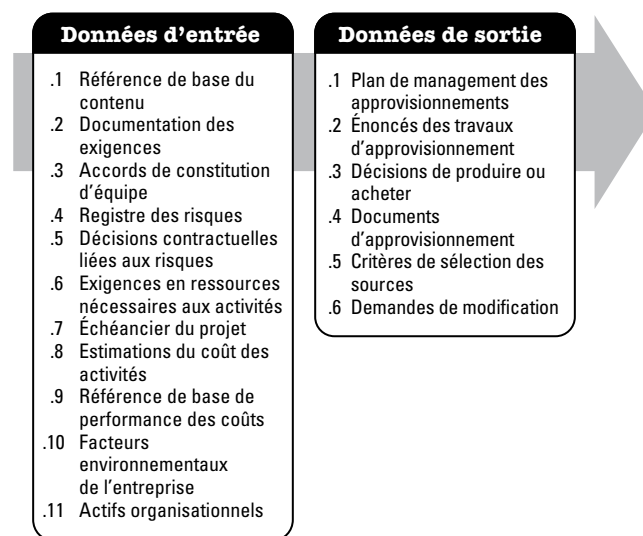 Données d’entrée
.1 Référence de base du
contenu
.2 Documentation des
exigences
.3 Accords de constitution
d’équipe
.4 Registre des risques
.5 Décisions contractuelles
liées aux risques
.6 Exigences en ressources
nécessaires aux activités
.7 Échéancier du projet
.8 Estimations du coût des
activités
.9 Référence de base de
performance des coûts
.10 Facteurs
environnementaux
de l’entreprise
.11 Actifs organisationnels
Données de sortie
.1 Plan de management des
approvisionnements
.2 Énoncés des travaux
d’approvisionnement
.3 Décisions de produire ou
acheter
.4 Documents
d’approvisionnement
.5 Critères de sélection des
sources
.6 Demandes de modification